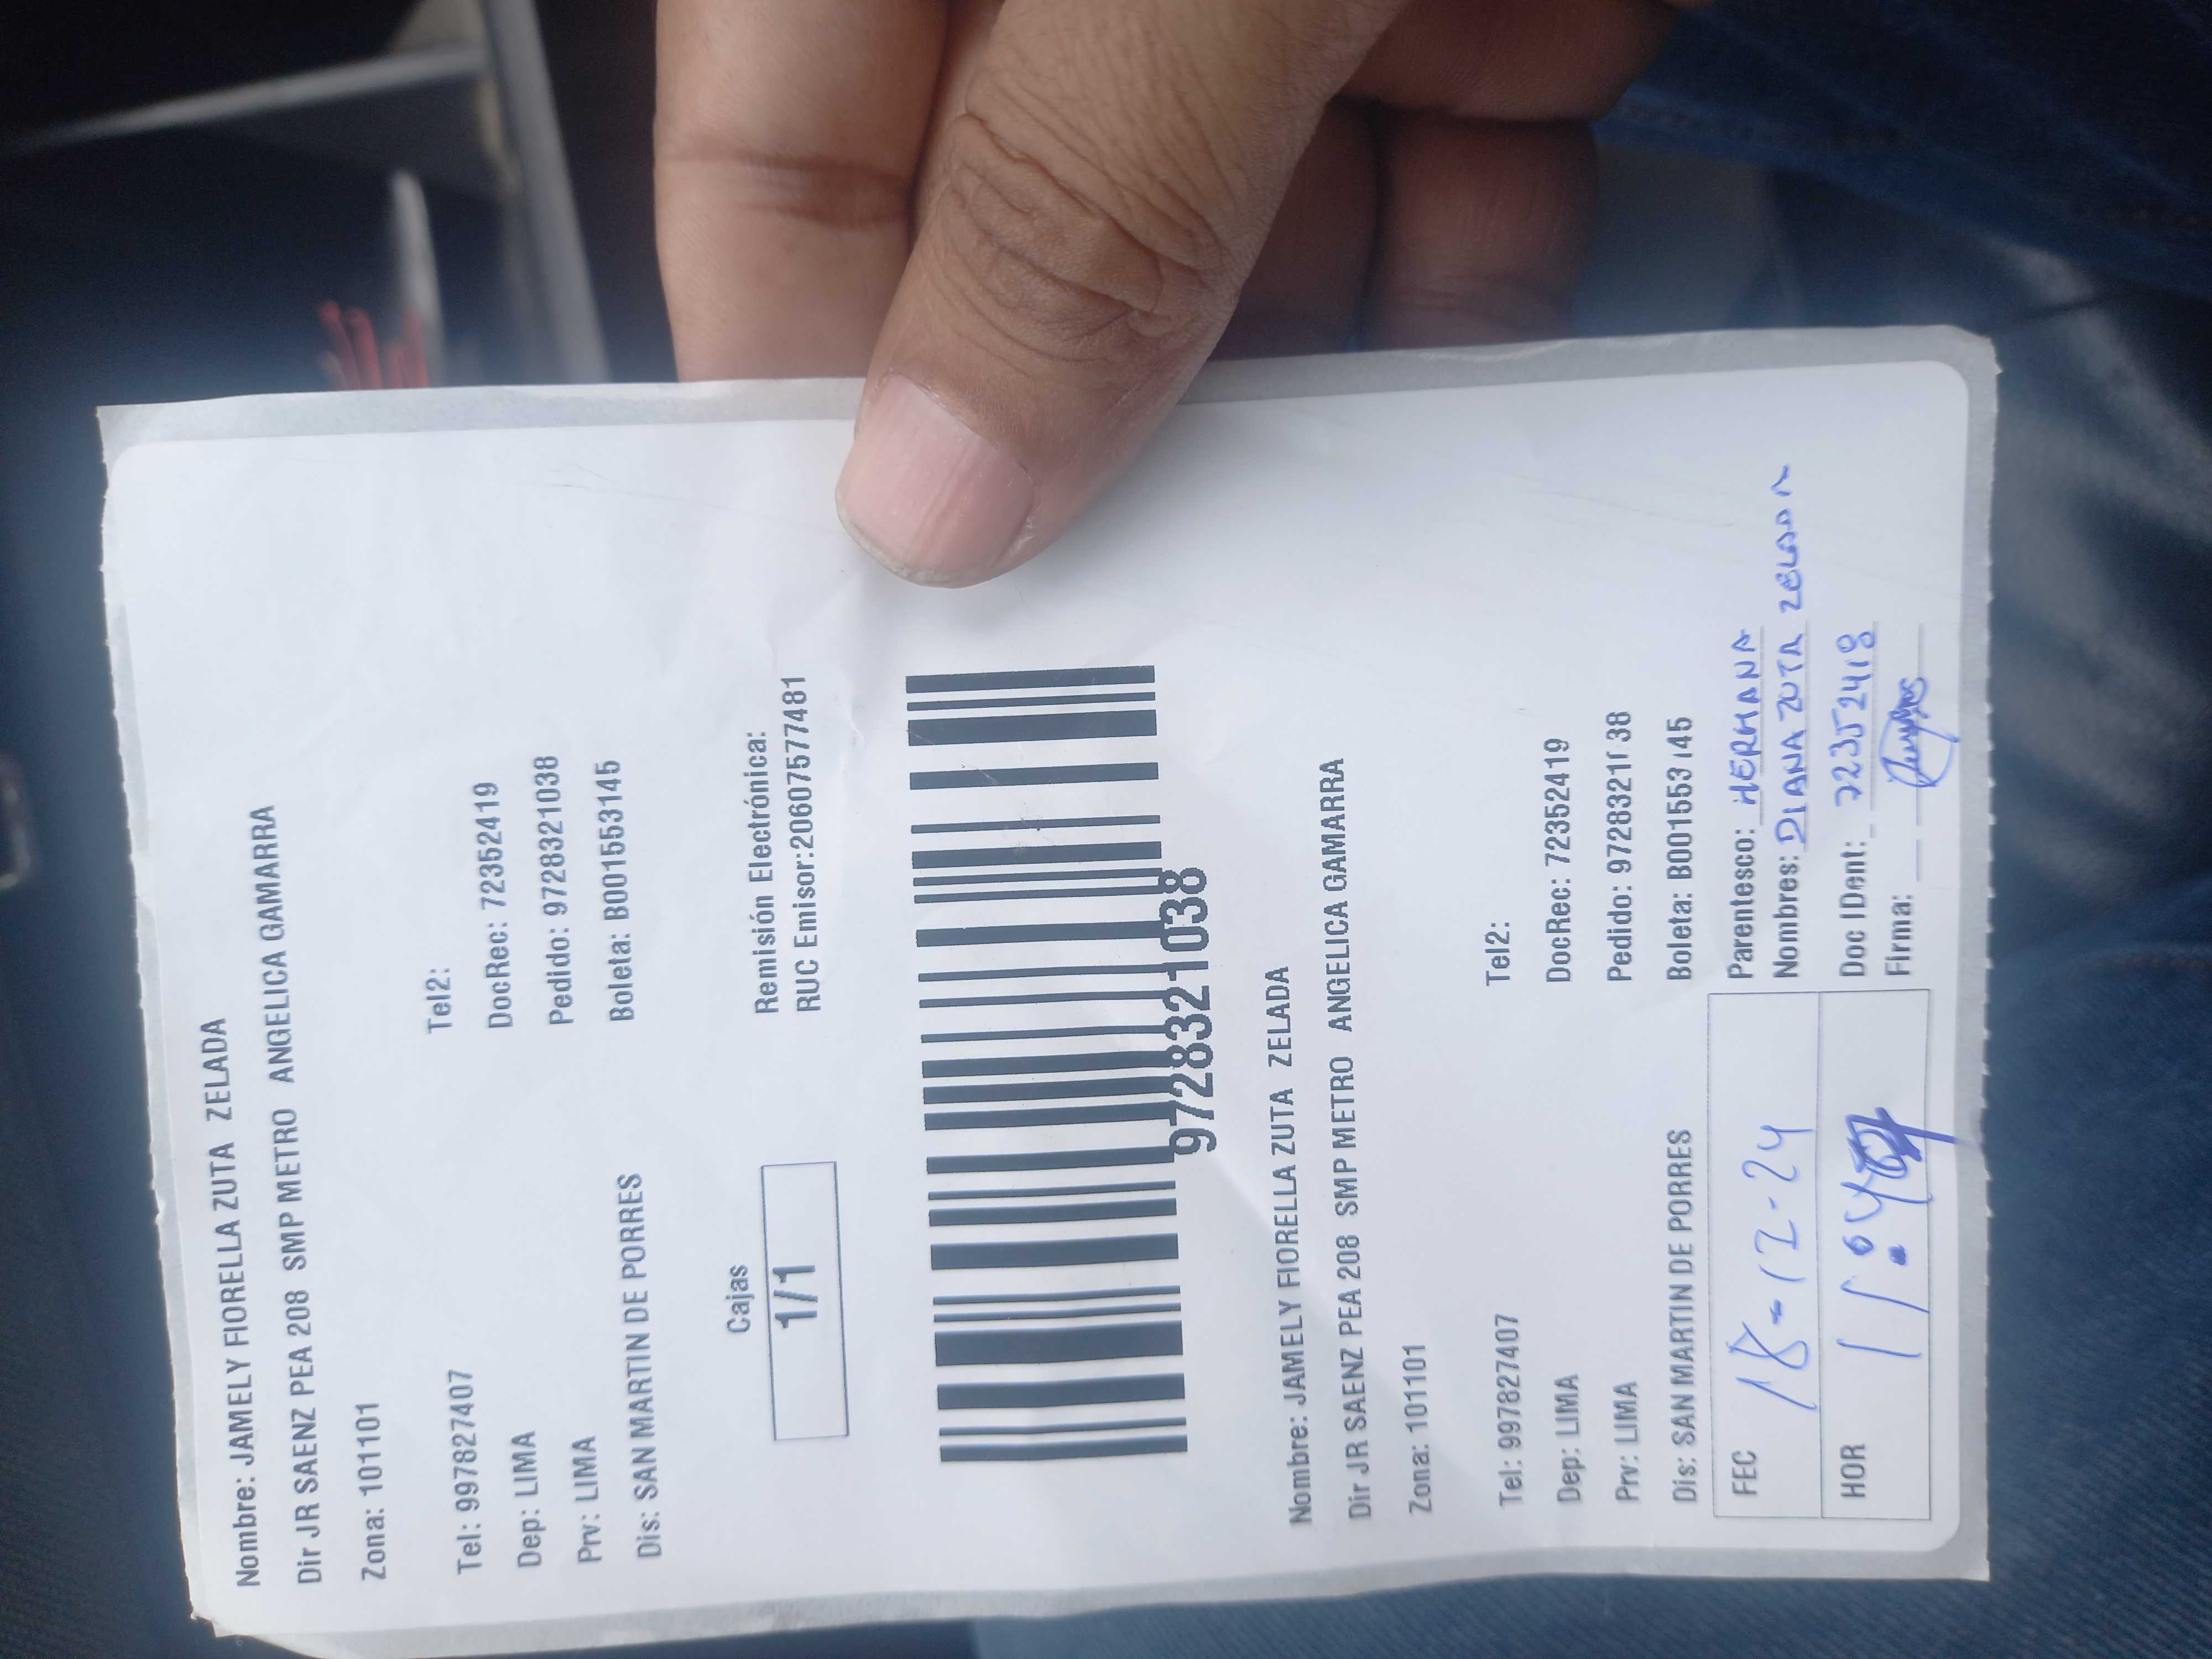 Nombre: JAMELY FIORELLA ZUTA ZELADA
Dir JR SAENZ PEA 208 SMP METRO ANGELICA GAMARRA
Zona: 101101
Tel: 997827407 Tel2:
Dep: LIMA DocRec: 72352419
Prv: LIMA Pedido: 9728321038
Dis: SAN MARTIN DE PORRES Boleta: B001553145
Cajas Remisión Electrónica:
1/1 RUC Emisor:20607577481
9728321038
Nombre: JAMELY FIORELLA ZUTA ZELADA
Dir JR SAENZ PEA 208 SMP METRO ANGELICA GAMARRA
Zona: 101101
Tel: 997827407 Tel2:
Dep: LIMA DocRec: 72352419
Prv: LIMA Pedido: 9728321038
Dis: SAN MARTIN DE PORRES Boleta: B001553145
FEC 18-12-24 Parentesco: HERMANA
Nombres: DIANA ZUTA ZELADA
HOR Doc IDent: 72352418
Firma: